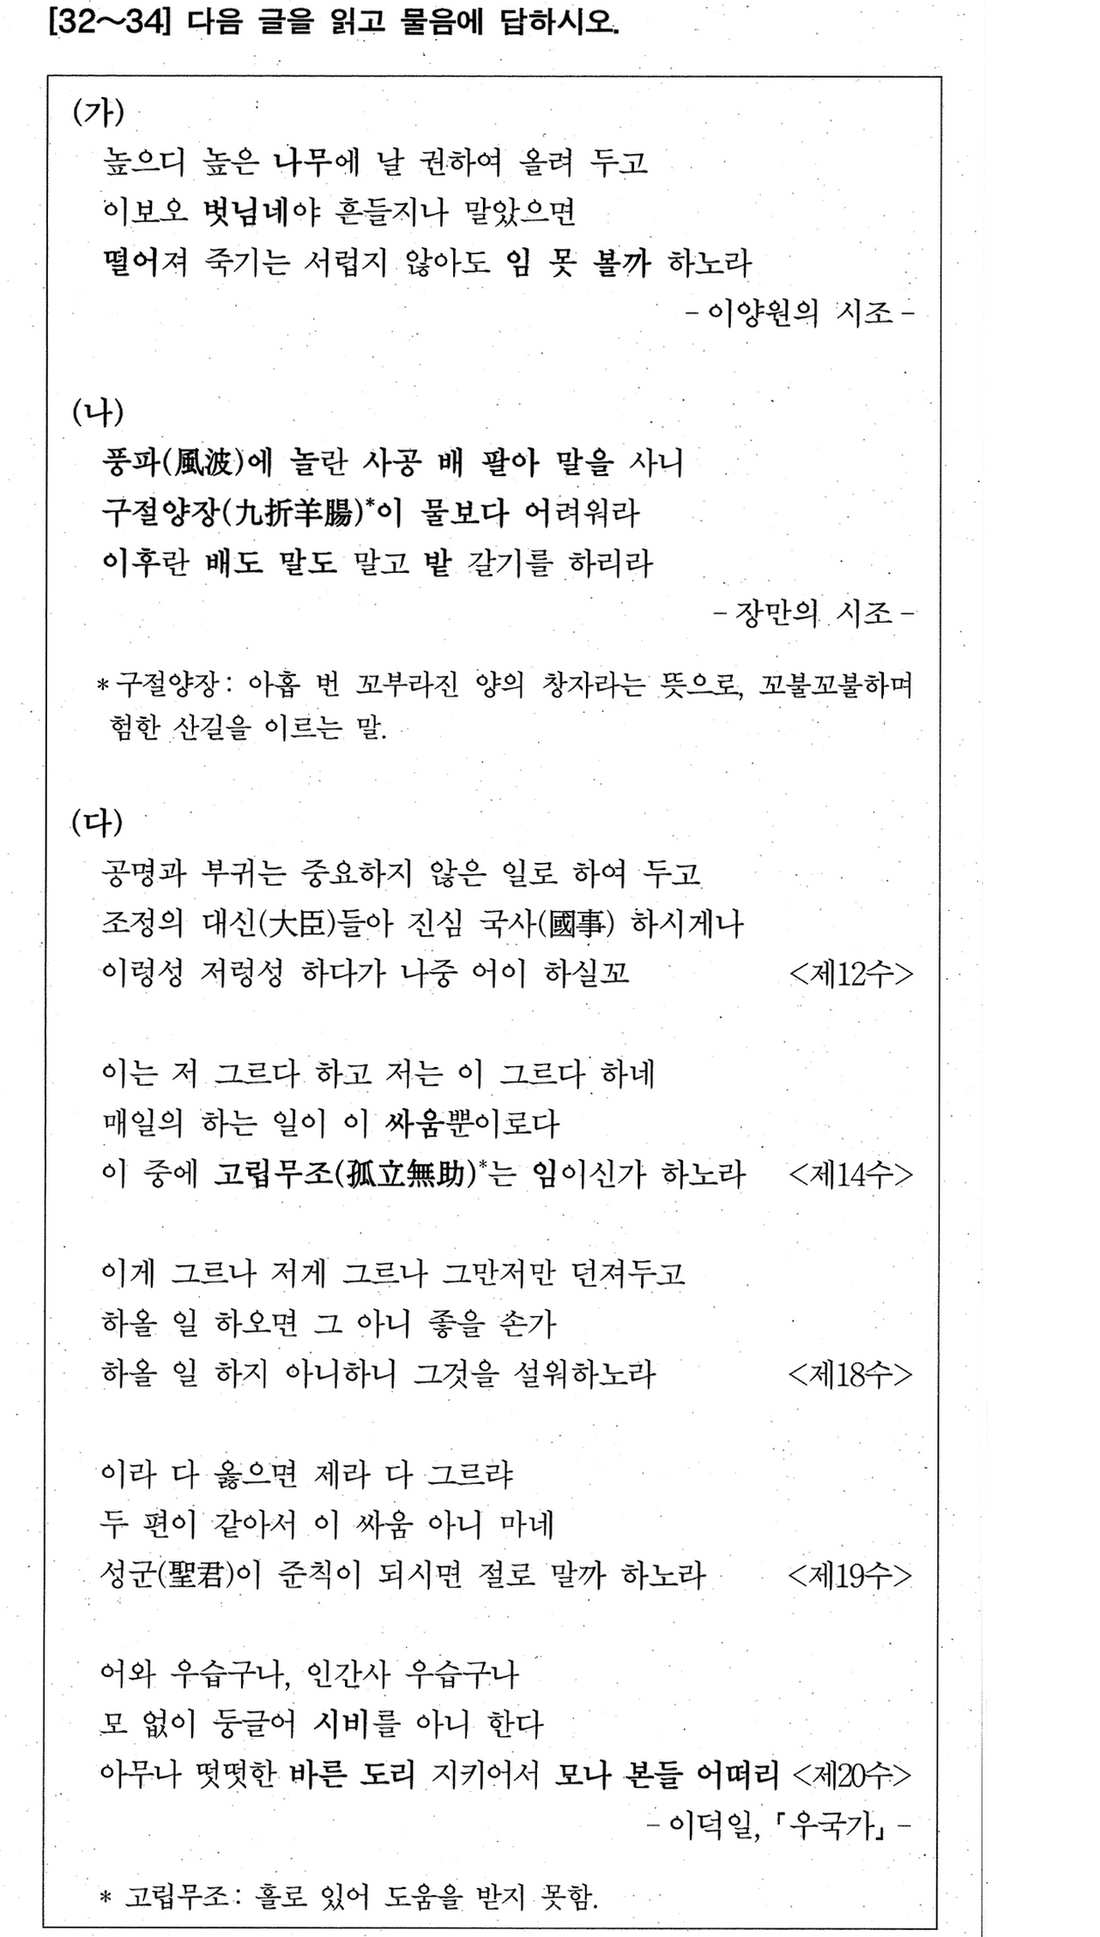 [32～34] 다음 글을 읽고 물음에 답하시오.
(가)
높으디 높은 나무에 날 권하여 올려 두고
이보오 벗님네야 흔들지나 말았으면
떨어져 죽기는 서럽지 않아도 임 못 볼까 하노라
- 이양원의 시조 -
(나)
풍파(風波)에 놀란 사공 배 팔아 말을 사니
구절양장(九折羊腸)*이 물보다 어려워라
이후란 배도 말도 말고 밭 갈기를 하리라
- 장만의 시조 -
* 구절양장 : 아홉 번 꼬부라진 양의 창자라는 뜻으로, 꼬불꼬불하며
험한 산길을 이르는 말.
(다)
공명과 부귀는 중요하지 않은 일로 하여 두고
조정의 대신(大臣)들아 진심 국사(國事) 하시게나
이렁성 저렁성 하다가 나중 어이 하실꼬 <제12수>
이는 저 그르다 하고 저는 이 그르다 하네
매일의 하는 일이 이 싸움뿐이로다
이 중에 고립무조(孤立無助)*는 임이신가 하노라 <제14수>
이게 그르나 저게 그르나 그만저만 던져두고
하올 일 하오면 그 아니 좋을 손가
하올 일 하지 아니하니 그것을 설워하노라 <제18수>
이라 다 옳으면 제라 다 그르랴
두 편이 같아서 이 싸움 아니 마네
성군(聖君)이 준칙이 되시면 절로 말까 하노라 <제19수>
어와 우습구나, 인간사 우습구나
모 없이 둥글어 시비를 아니 한다
아무나 떳떳한 바른 도리 지키어서 모나 본들 어떠리 <제20수>
- 이덕일, 「우국가」 -
* 고립무조 : 홀로 있어 도움을 받지 못함.